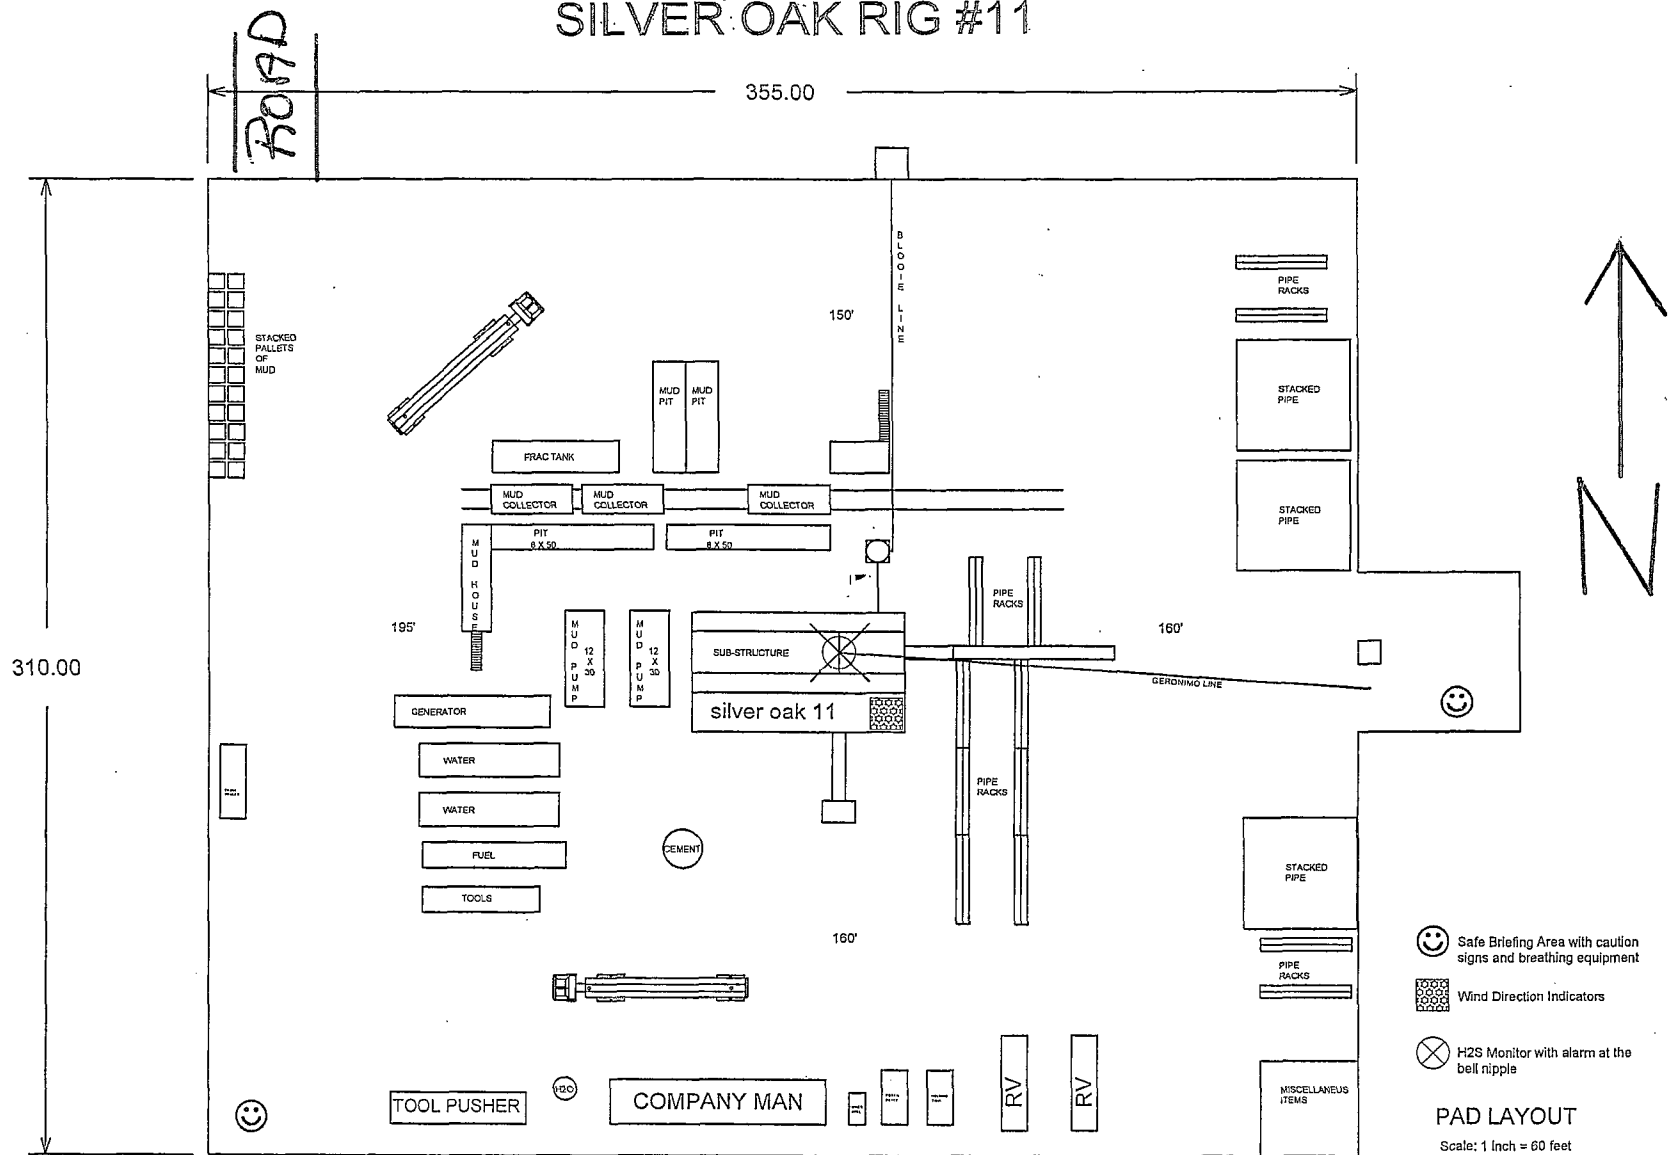 SILVER OAK RIG #11
ROAD
355.00
310.00
BLOOIE LINE
150'
PIPE
RACKS
STACKED
PALLETS
OF
MUD
STACKED
PIPE
MUD
PIT
MUD
PIT
FRAC TANK
MUD
COLLECTOR
MUD
COLLECTOR
MUD
COLLECTOR
STACKED
PIPE
PIT
8 X 50
PIT
8 X 50
MUD HOUSE
N
PIPE
RACKS
195'
MUD PUMP
12
X
30
MUD PUMP
12
X
30
SUB-STRUCTURE
160'
GERONIMO LINE
silver oak 11
GENERATOR
WATER
WATER
FUEL
TOOLS
CEMENT
PIPE
RACKS
STACKED
PIPE
160'
PIPE
RACKS
Safe Briefing Area with caution
signs and breathing equipment
Wind Direction Indicators
H2S Monitor with alarm at the
bell nipple
TOOL PUSHER
H2O
COMPANY MAN
RV
RV
MISCELLANEUS
ITEMS
PAD LAYOUT
Scale: 1 inch = 60 feet